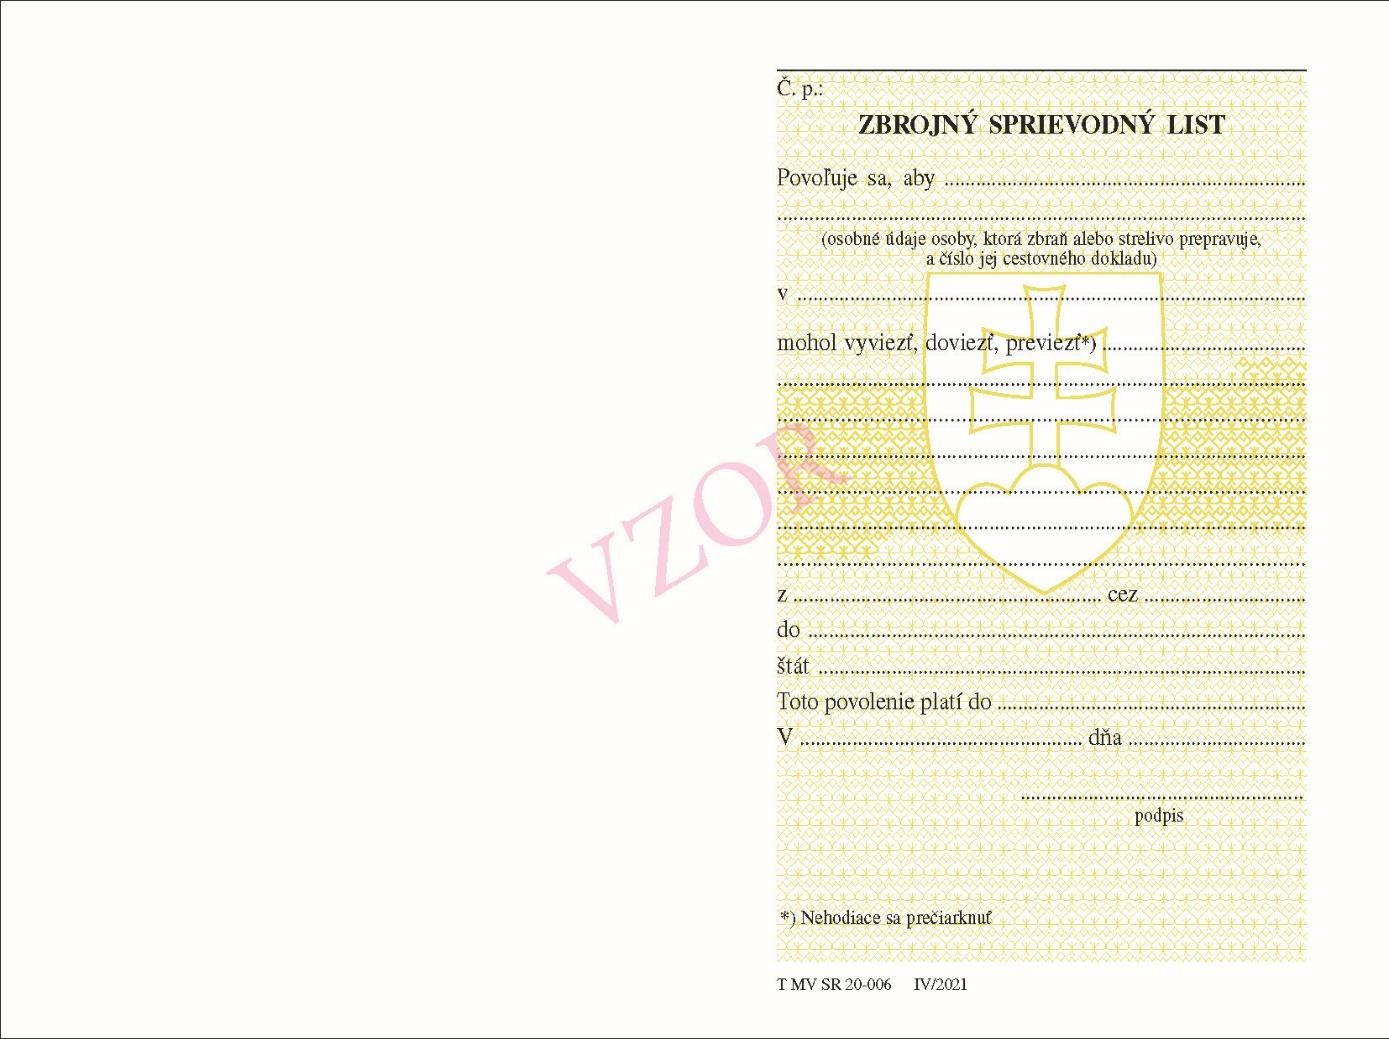 Č. p.:
ZBROJNÝ SPRIEVODNÝ LIST
Povoľuje sa, aby ................................................................
................................................................................................
(osobné údaje osoby, ktorá zbraň alebo strelivo prepravuje,
a číslo jej cestovného dokladu)
v ................................................................................................
mohol vyviezť, doviezť, previezť*) ....................................
................................................................................................
................................................................................................
................................................................................................
................................................................................................
................................................................................................
................................................................................................
z ........................................................ cez ..............................
do ................................................................................................
štát ................................................................................................
Toto povolenie platí do ........................................................
V .................................................... dňa ................................
....................................................
podpis
*) Nehodiace sa prečiarknuť
T MV SR 20-006 IV/2021
VZOR